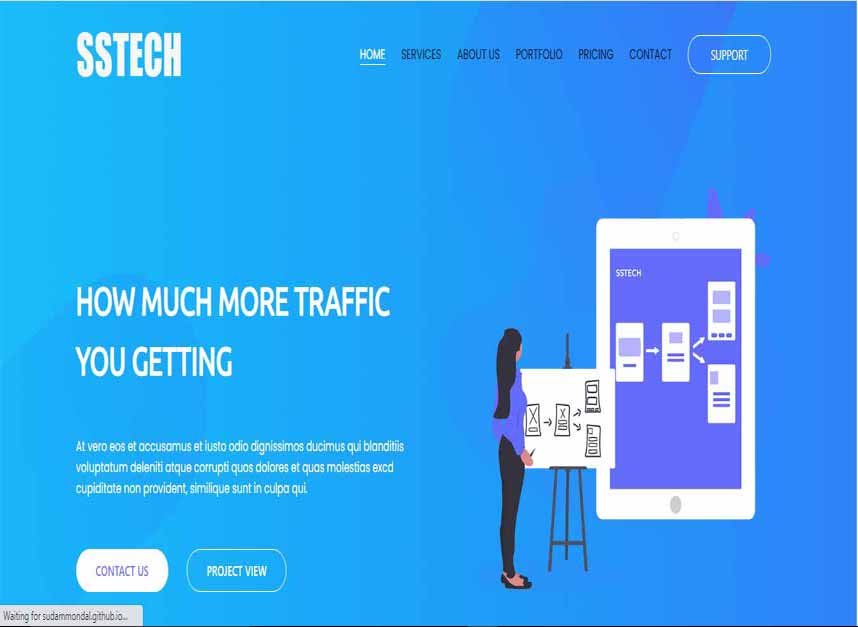 SSTECH
HOME SERVICES ABOUT US PORTFOLIO PRICING CONTACT SUPPORT
SSTECH
HOW MUCH MORE TRAFFIC
YOU GETTING
At vero eos et accusamus et iusto odio dignissimos ducimus qui blanditiis
voluptatum deleniti atque corrupti quos dolores et quas molestias excd
cupiditate non provident, similique sunt in culpa qui.
CONTACT US PROJECT VIEW
Waiting for sudammondal.github.io...